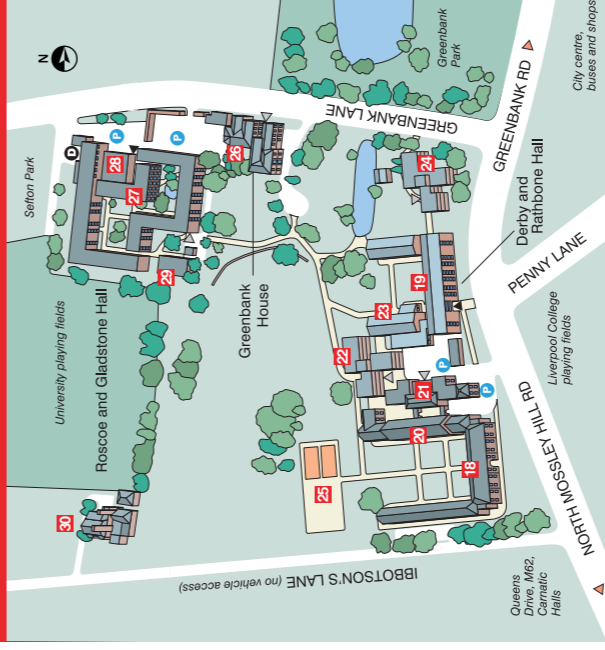 N
Sefton Park
University playing fields
Roscoe and Gladstone Hall
D
P
P
28
27
29
26
30
Greenbank
House
Greenbank
Park
GREENBANK LANE
GREENBANK RD
City centre,
buses and shops
24
Derby and
Rathbone Hall
19
23
22
21
P
P
20
18
25
PENNY LANE
Liverpool College
playing fields
NORTH MOSSLEY HILL RD
IBBOTSON'S LANE (no vehicle access)
Queens
Drive, M62,
Carnatic
Halls